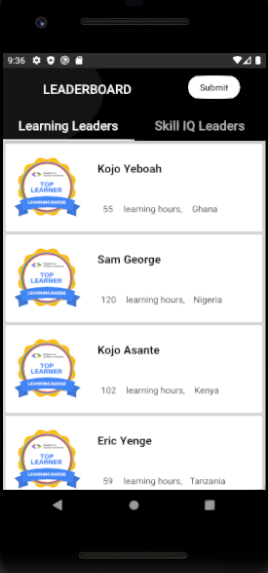 9:36
LEADERBOARD
Submit
Learning Leaders
Skill IQ Leaders
TOP
LEARNER
LEARNING BADGE
Kojo Yeboah
55 learning hours, Ghana
TOP
LEARNER
LEARNING BADGE
Sam George
120 learning hours, Nigeria
TOP
LEARNER
LEARNING BADGE
Kojo Asante
102 learning hours, Kenya
TOP
LEARNER
LEARNING BADGE
Eric Yenge
59 learning hours, Tanzania